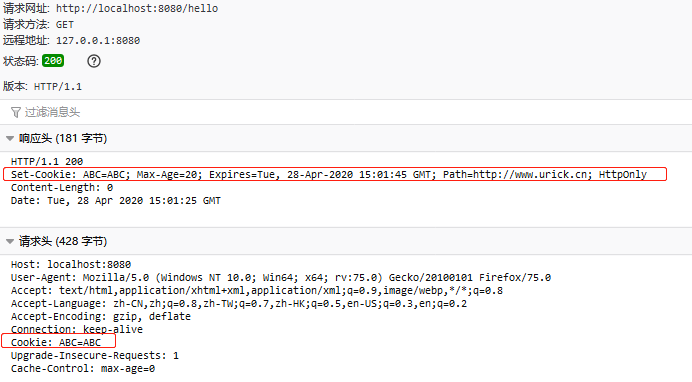 请求网址: http://localhost:8080/hello
请求方法: GET
远程地址: 127.0.0.1:8080
状态码: 200 ?
版本: HTTP/1.1
过滤消息头
响应头 (181 字节)
HTTP/1.1 200
Set-Cookie: ABC=ABC; Max-Age=20; Expires=Tue, 28-Apr-2020 15:01:45 GMT; Path=http://www.urick.cn; HttpOnly
Content-Length: 0
Date: Tue, 28 Apr 2020 15:01:25 GMT
请求头 (428 字节)
Host: localhost:8080
User-Agent: Mozilla/5.0 (Windows NT 10.0; Win64; x64; rv:75.0) Gecko/20100101 Firefox/75.0
Accept: text/html,application/xhtml+xml,application/xml;q=0.9,image/webp,*/*;q=0.8
Accept-Language: zh-CN,zh;q=0.8,zh-TW;q=0.7,zh-HK;q=0.5,en-US;q=0.3,en;q=0.2
Accept-Encoding: gzip, deflate
Connection: keep-alive
Cookie: ABC=ABC
Upgrade-Insecure-Requests: 1
Cache-Control: max-age=0